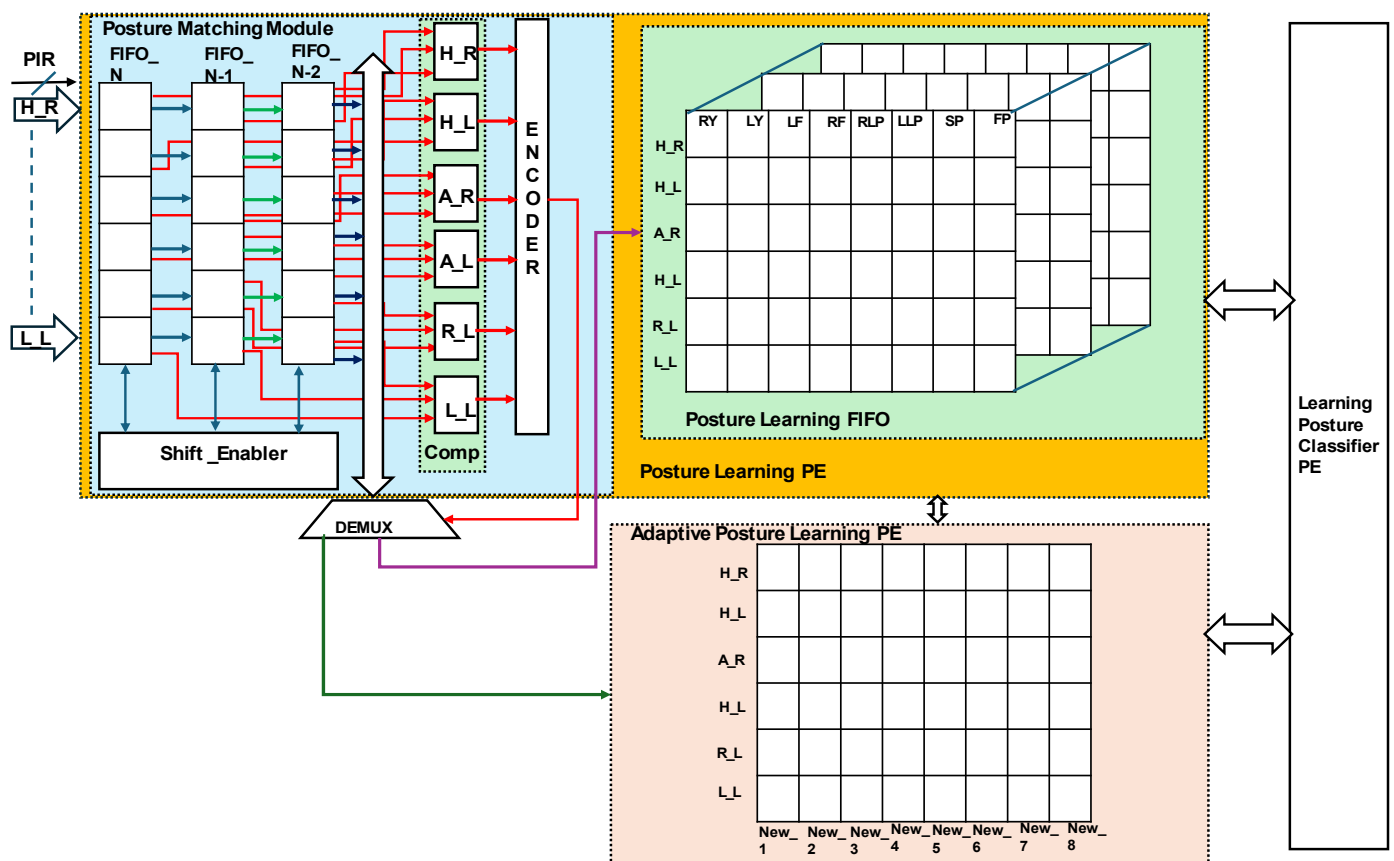 Posture Matching Module
PIR
FIFO_
N
FIFO_
N-1
FIFO_
N-2
H_R
L_L
H_R
H_L
A_R
A_L
R_L
L_L
Comp
ENCODER
Shift _Enabler
DEMUX
RY LY LF RF RLP LLP SP FP
H_R
H_L
A_R
H_L
R_L
L_L
Posture Learning FIFO
Posture Learning PE
Adaptive Posture Learning PE
H_R
H_L
A_R
H_L
R_L
L_L
New_ New_ New_ New_ New_ New_ New_ New_
1 2 3 4 5 6 7 8
Learning
Posture
Classifier
PE